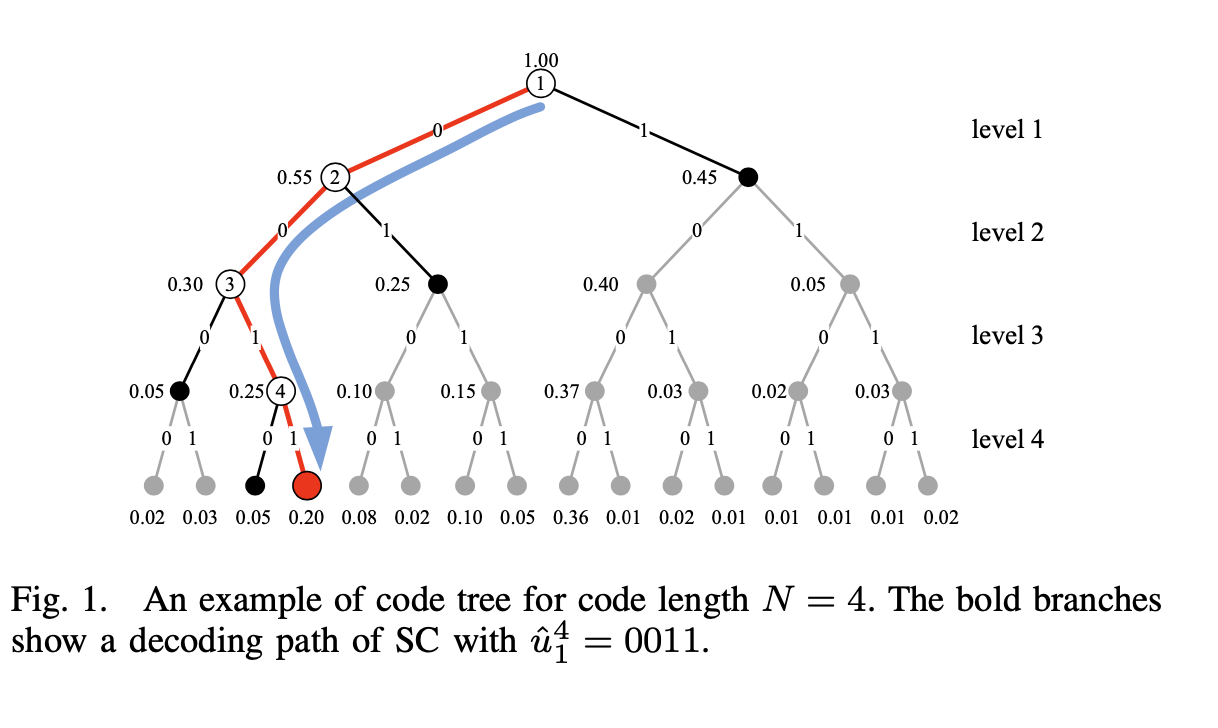 1.00
1
0 1 level 1
0.55 2 0.45
0 1 0 1 level 2
0.30 3 0.25 0.40 0.05
0 1 0 1 0 1 0 1 level 3
0.05 0.25 4 0.10 0.15 0.37 0.03 0.02 0.03
0 1 0 1 0 1 0 1 0 1 0 1 0 1 0 1 level 4
0.02 0.03 0.05 0.20 0.08 0.02 0.10 0.05 0.36 0.01 0.02 0.01 0.01 0.01 0.01 0.02
Fig. 1. An example of code tree for code length N = 4. The bold branches
show a decoding path of SC with û₁⁴ = 0011.